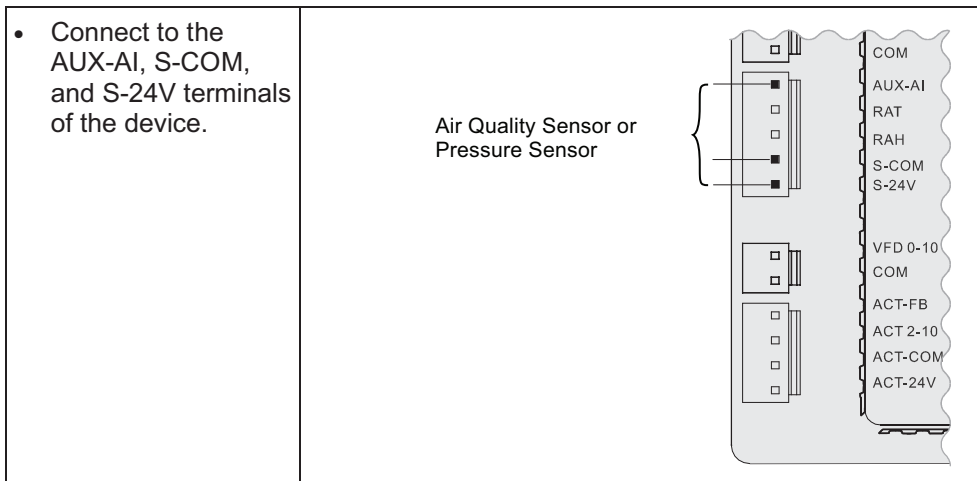 • Connect to the
AUX-AI, S-COM,
and S-24V terminals
of the device.
Air Quality Sensor or
Pressure Sensor
COM
AUX-AI
RAT
RAH
S-COM
S-24V
VFD 0-10
COM
ACT-FB
ACT 2-10
ACT-COM
ACT-24V